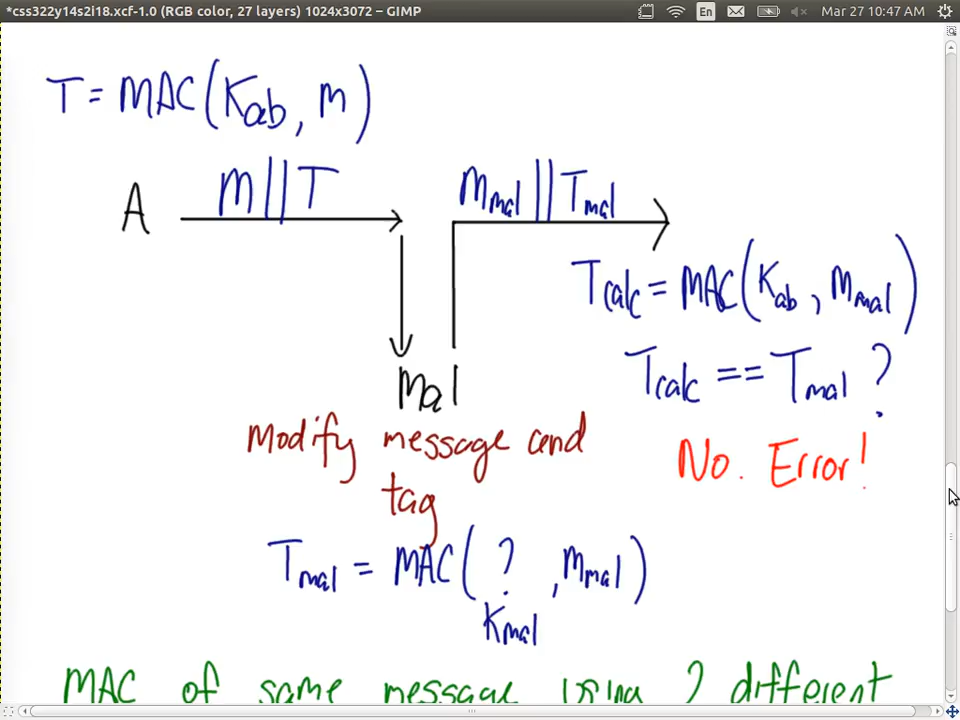 *css322y14s2i18.xcf-1.0 (RGB color, 27 layers) 1024x3072 – GIMP
En
Mar 27 10:47 AM
T = MAC(Kab, m)
A
m||T
mmal||Tmal
Tcalc = MAC(Kab, mmal)
Mal
Tcalc == Tmal ?
Modify message and
tag
No. Error!
Tmal = MAC( ? , mmal)
Kmal
MAC of same message using 2 different